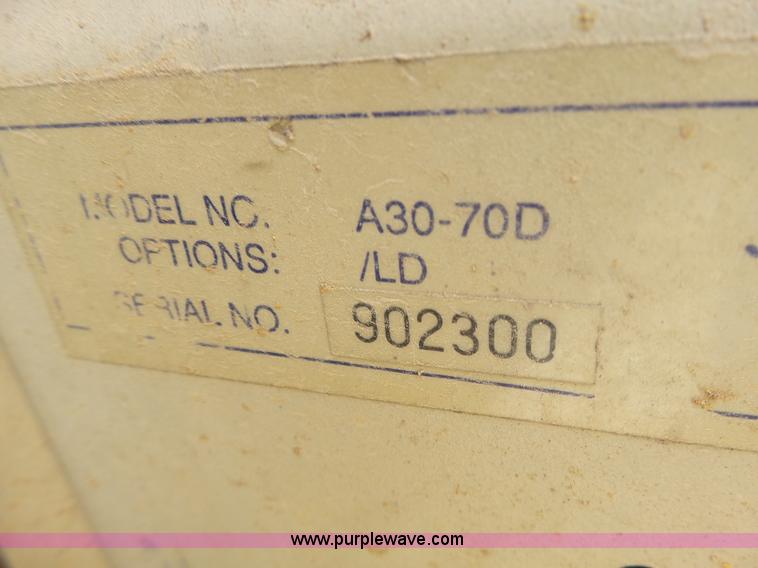 MODEL NO. A30-70D
OPTIONS: /LD
SERIAL NO. 902300
www.purplewave.com